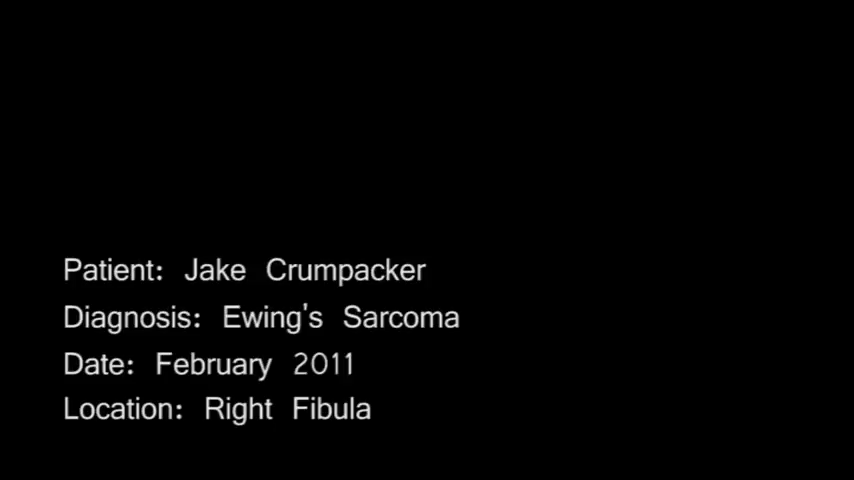 Patient: Jake Crumpacker
Diagnosis: Ewing's Sarcoma
Date: February 2011
Location: Right Fibula